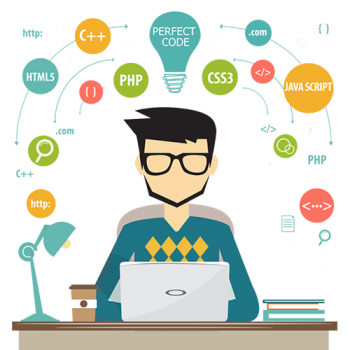 http:
C++
PERFECT
CODE
.com
{ }
HTML5
{ }
PHP
CSS3
</>
JAVA SCRIPT
.com
</>
C++
PHP
http:
<···>